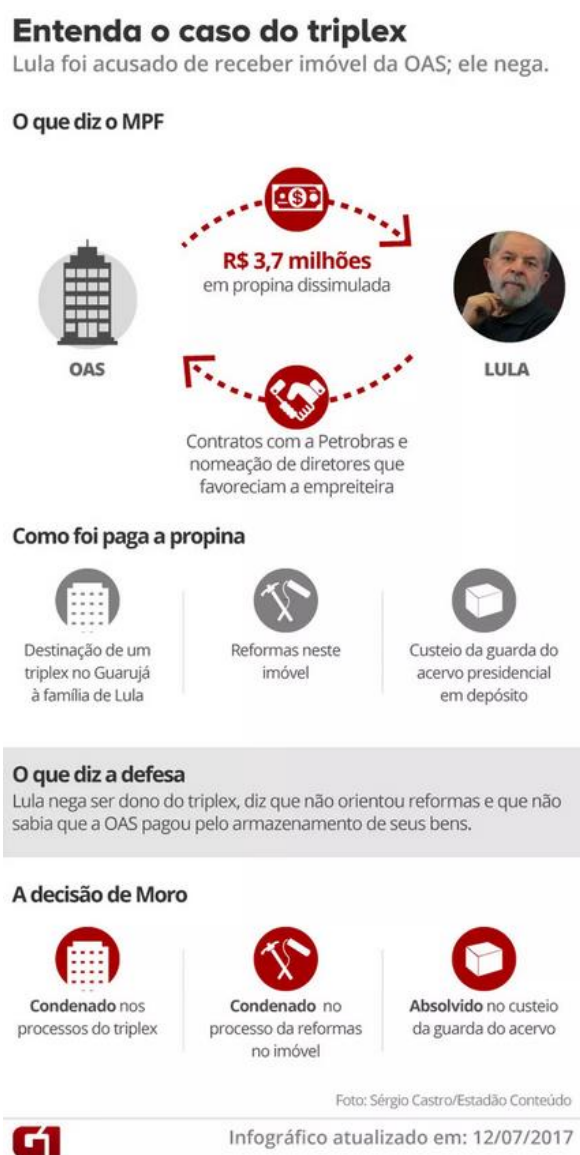 Entenda o caso do triplex
Lula foi acusado de receber imóvel da OAS; ele nega.
O que diz o MPF
R$ 3,7 milhões
em propina dissimulada
OAS
LULA
Contratos com a Petrobras e
nomeação de diretores que
favoreciam a empreiteira
Como foi paga a propina
Destinação de um
triplex no Guarujá
à família de Lula
Reformas neste
imóvel
Custeio da guarda do
acervo presidencial
em depósito
O que diz a defesa
Lula nega ser dono do triplex, diz que não orientou reformas e que não
sabia que a OAS pagou pelo armazenamento de seus bens.
A decisão de Moro
Condenado nos
processos do triplex
Condenado no
processo da reformas
no imóvel
Absolvido no custeio
da guarda do acervo
Foto: Sérgio Castro/Estadão Conteúdo
G1
Infográfico atualizado em: 12/07/2017